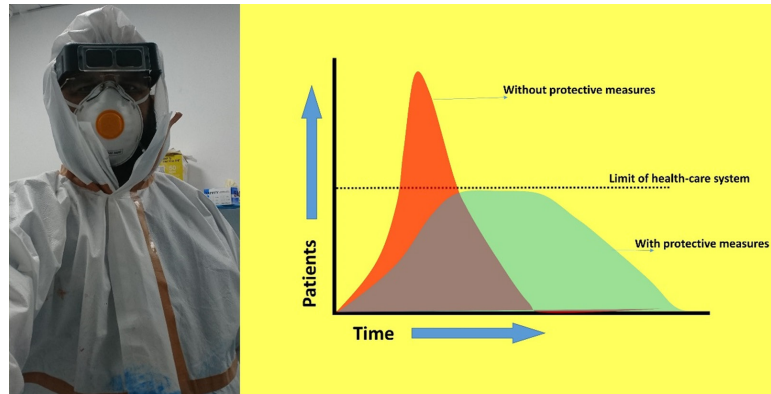 Without protective measures
Limit of health-care system
With protective measures
Patients
Time